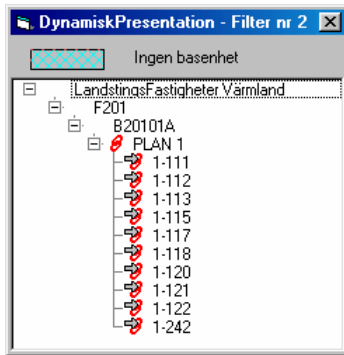 DynamiskPresentation - Filter nr 2
Ingen basenhet
LandstingsFastigheter Värmland
F201
B20101A
PLAN 1
1-111
1-112
1-113
1-115
1-117
1-118
1-120
1-121
1-122
1-242